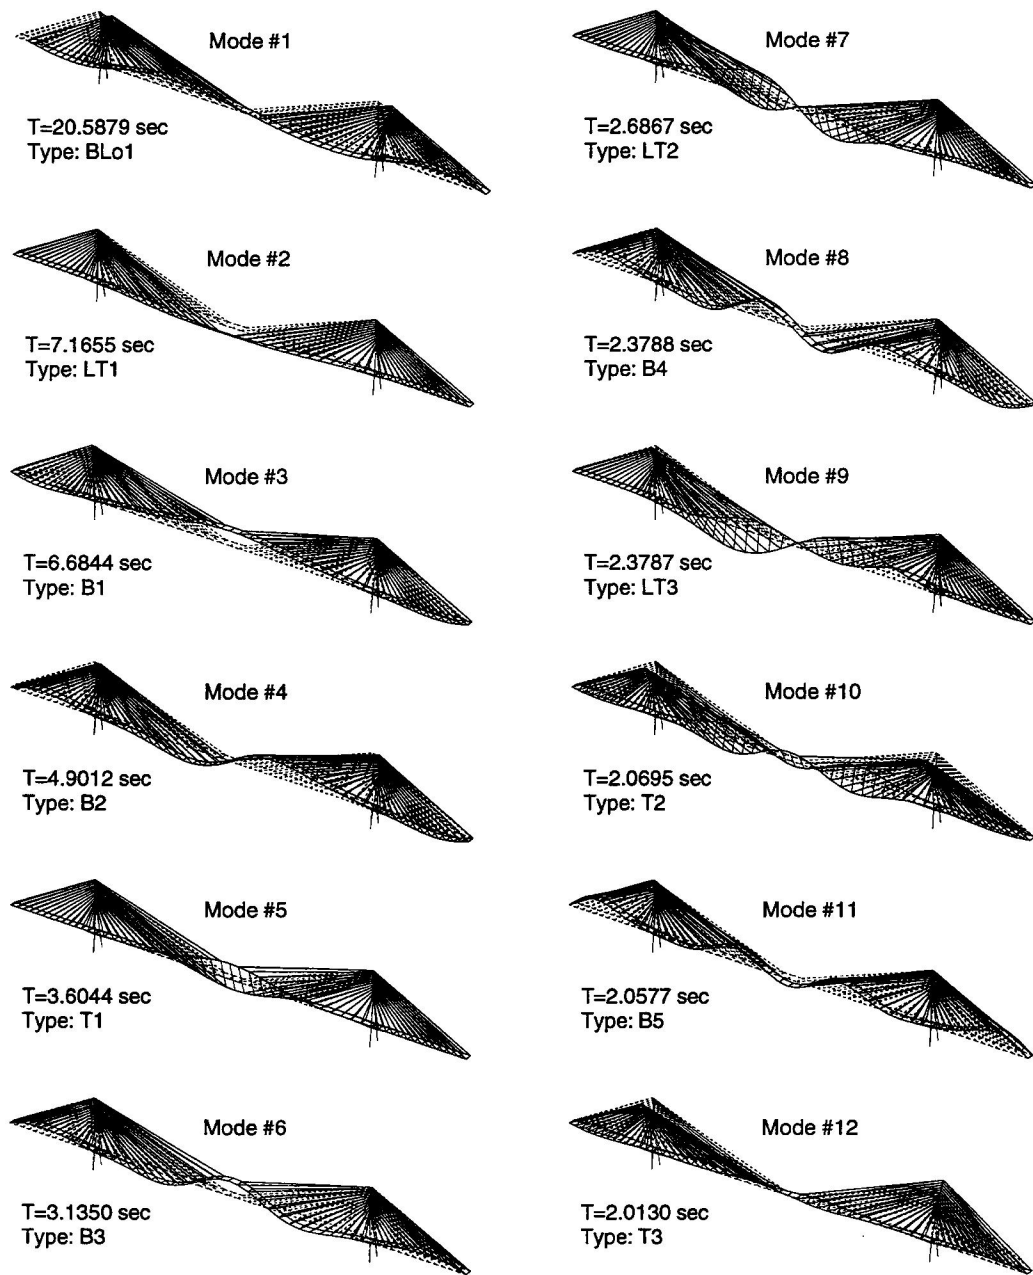 Mode #1
T=20.5879 sec
Type: BLo1
Mode #2
T=7.1655 sec
Type: LT1
Mode #3
T=6.6844 sec
Type: B1
Mode #4
T=4.9012 sec
Type: B2
Mode #5
T=3.6044 sec
Type: T1
Mode #6
T=3.1350 sec
Type: B3
Mode #7
T=2.6867 sec
Type: LT2
Mode #8
T=2.3788 sec
Type: B4
Mode #9
T=2.3787 sec
Type: LT3
Mode #10
T=2.0695 sec
Type: T2
Mode #11
T=2.0577 sec
Type: B5
Mode #12
T=2.0130 sec
Type: T3